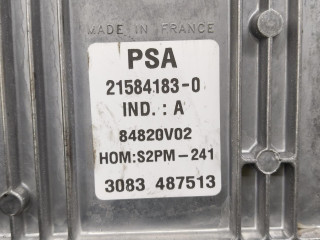 MADE IN FRANCE
PSA
21584183-0
IND. : A
84820V02
HOM:S2PM-241
3083 487513